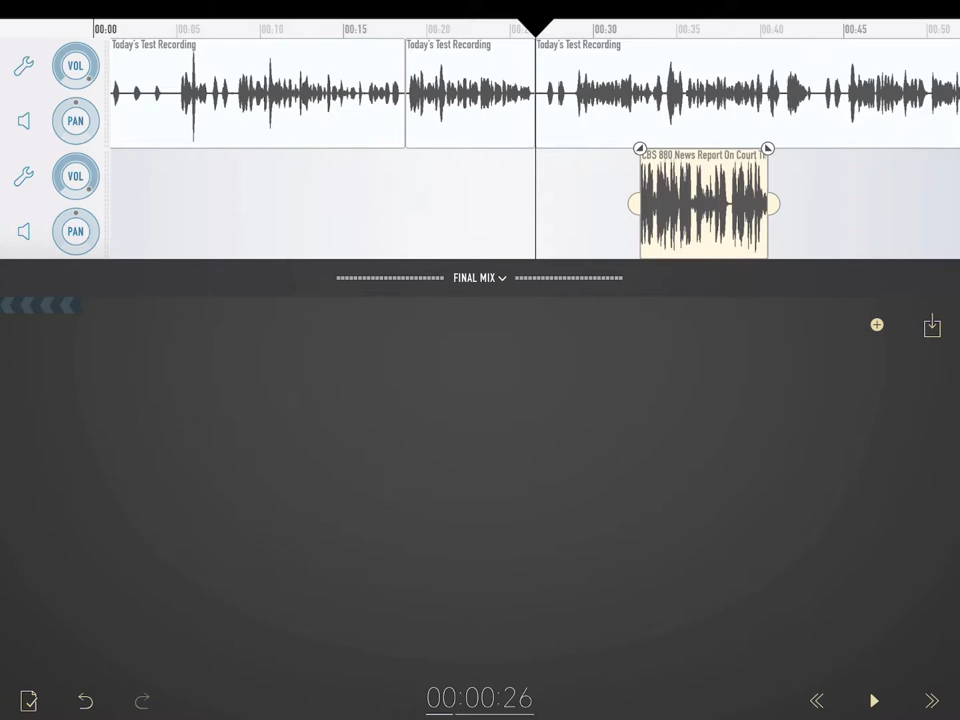 00:00 00:05 00:10 00:15 00:20 00:30 00:35 00:40 00:45 00:50
Today's Test Recording Today's Test Recording Today's Test Recording
VOL
PAN
CBS 880 News Report On Court
VOL
PAN
FINAL MIX
00:00:26